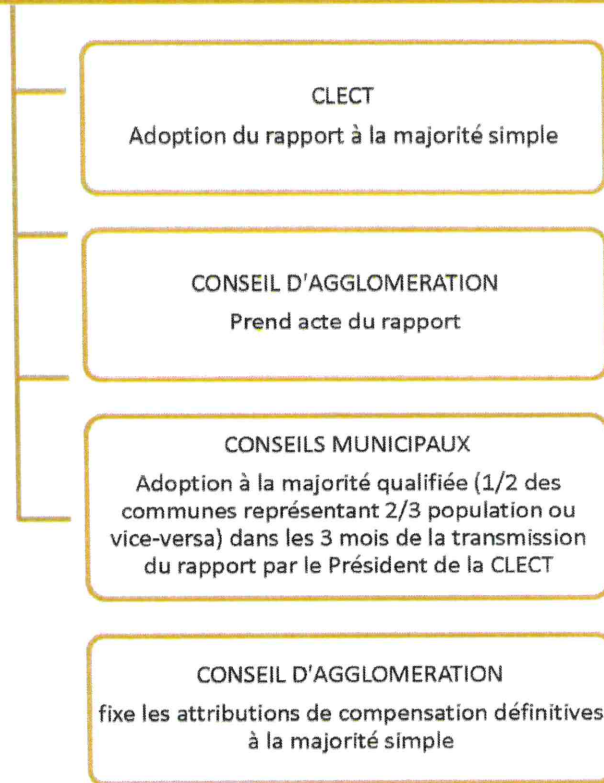 CLECT
Adoption du rapport à la majorité simple
CONSEIL D'AGGLOMERATION
Prend acte du rapport
CONSEILS MUNICIPAUX
Adoption à la majorité qualifiée (1/2 des
communes représentant 2/3 population ou
vice-versa) dans les 3 mois de la transmission
du rapport par le Président de la CLECT
CONSEIL D'AGGLOMERATION
fixe les attributions de compensation définitives
à la majorité simple